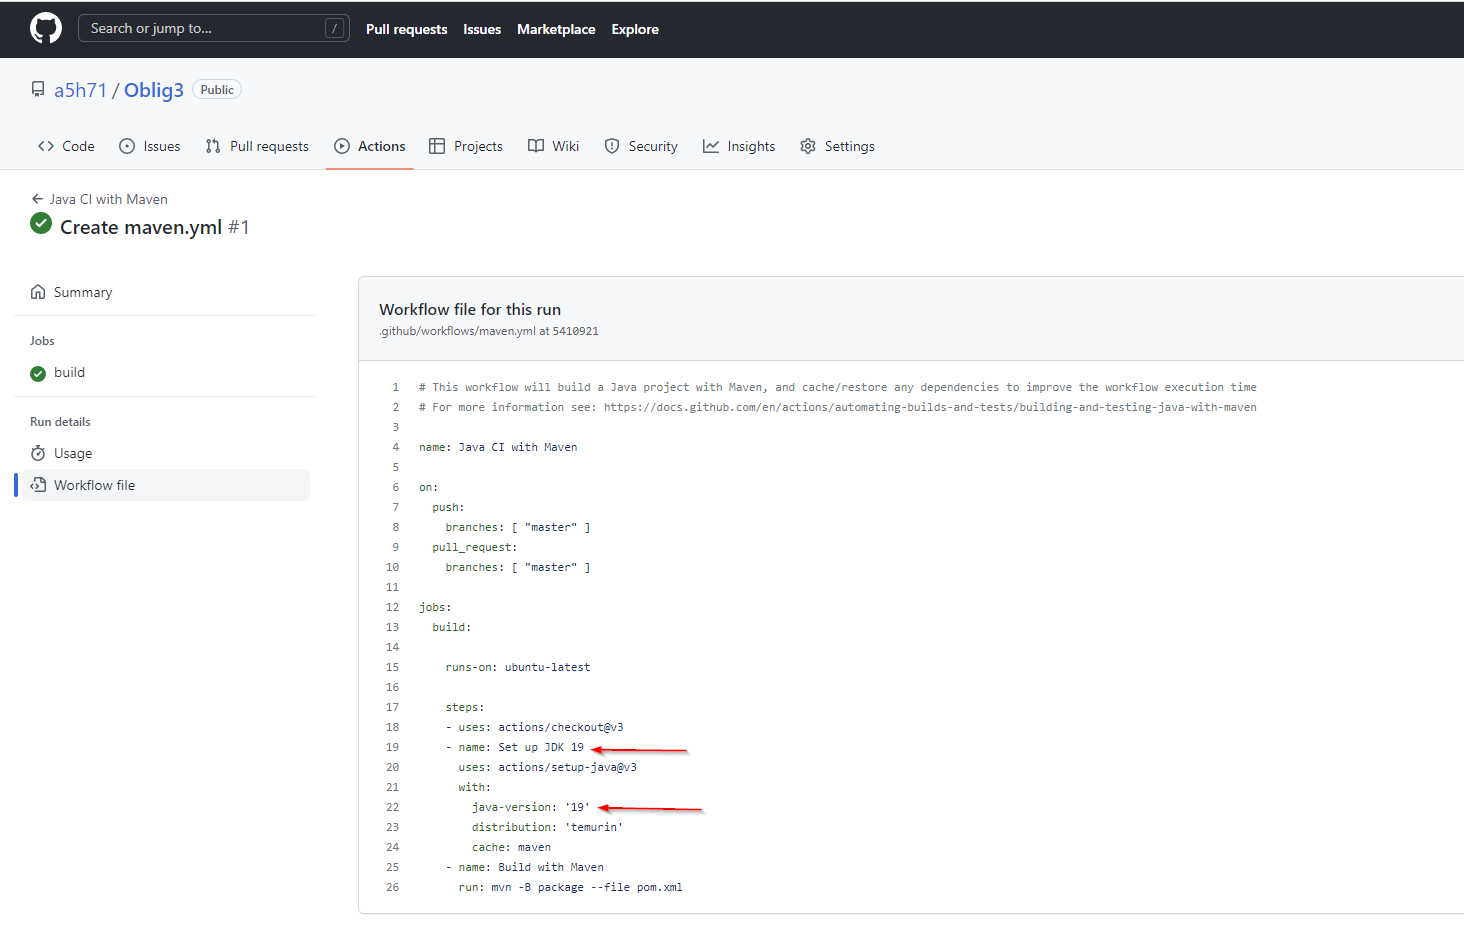 Search or jump to... /
Pull requests Issues Marketplace Explore
a5h71 / Oblig3 Public
Code Issues Pull requests Actions Projects Wiki Security Insights Settings
← Java CI with Maven
Create maven.yml #1
Summary
Jobs
build
Run details
Usage
Workflow file
Workflow file for this run
.github/workflows/maven.yml at 5410921
1 # This workflow will build a Java project with Maven, and cache/restore any dependencies to improve the workflow execution time
2 # For more information see: https://docs.github.com/en/actions/automating-builds-and-tests/building-and-testing-java-with-maven
3
4 name: Java CI with Maven
5
6 on:
7   push:
8     branches: [ "master" ]
9   pull_request:
10     branches: [ "master" ]
11
12 jobs:
13   build:
14
15     runs-on: ubuntu-latest
16
17     steps:
18     - uses: actions/checkout@v3
19     - name: Set up JDK 19
20       uses: actions/setup-java@v3
21       with:
22         java-version: '19'
23         distribution: 'temurin'
24         cache: maven
25     - name: Build with Maven
26       run: mvn -B package --file pom.xml